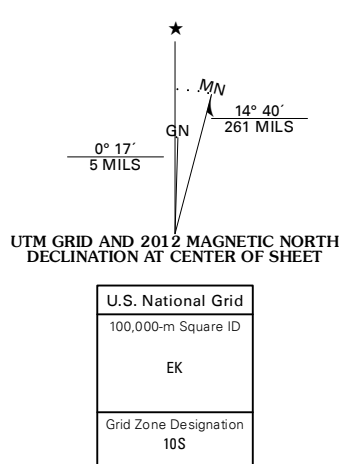 ★
MN
GN
14° 40´
261 MILS
0° 17´
5 MILS
UTM GRID AND 2012 MAGNETIC NORTH
DECLINATION AT CENTER OF SHEET
U.S. National Grid
100,000-m Square ID
EK
Grid Zone Designation
10S